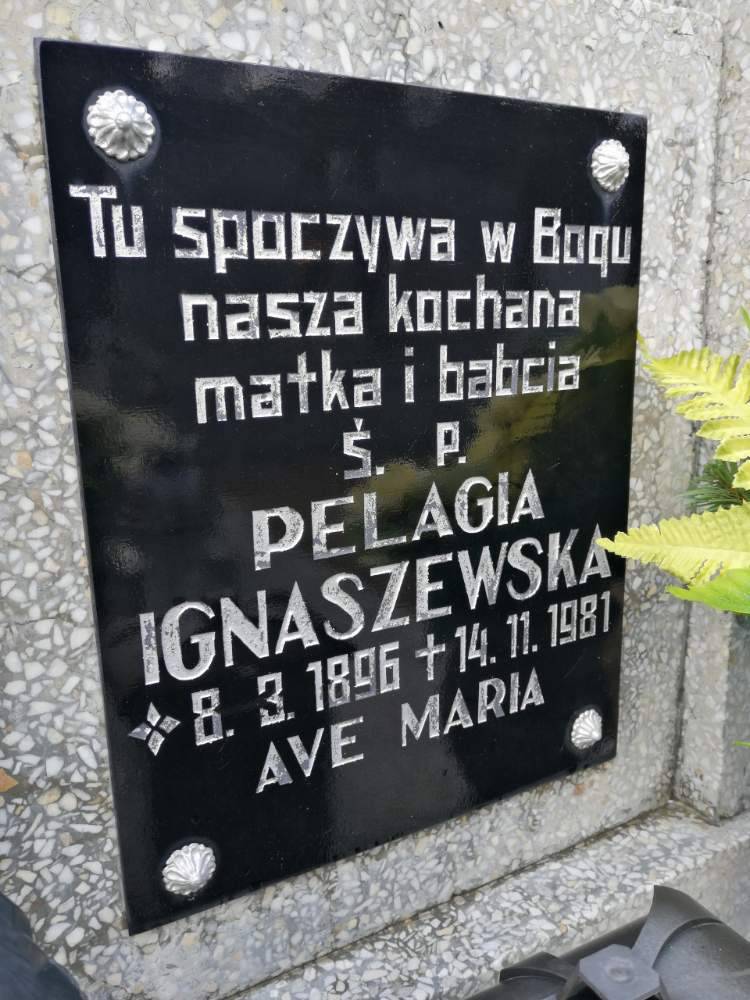 Tu spoczywa w Bogu
nasza kochana
matka i babcia
Ś. P.
PELAGIA
IGNASZEWSKA
8. 3. 1896 + 14. 11. 1981
AVE MARIA